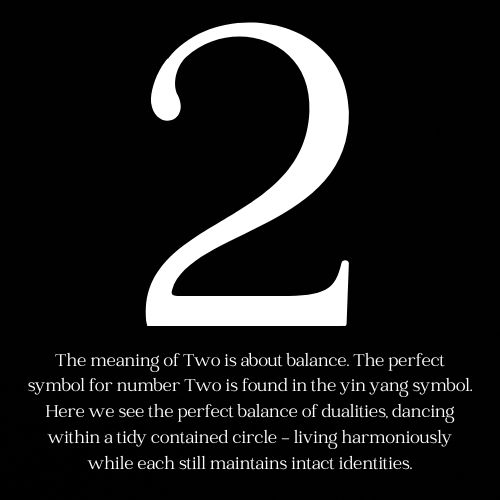 2
The meaning of Two is about balance. The perfect
symbol for number Two is found in the yin yang symbol.
Here we see the perfect balance of dualities, dancing
within a tidy contained circle – living harmoniously
while each still maintains intact identities.